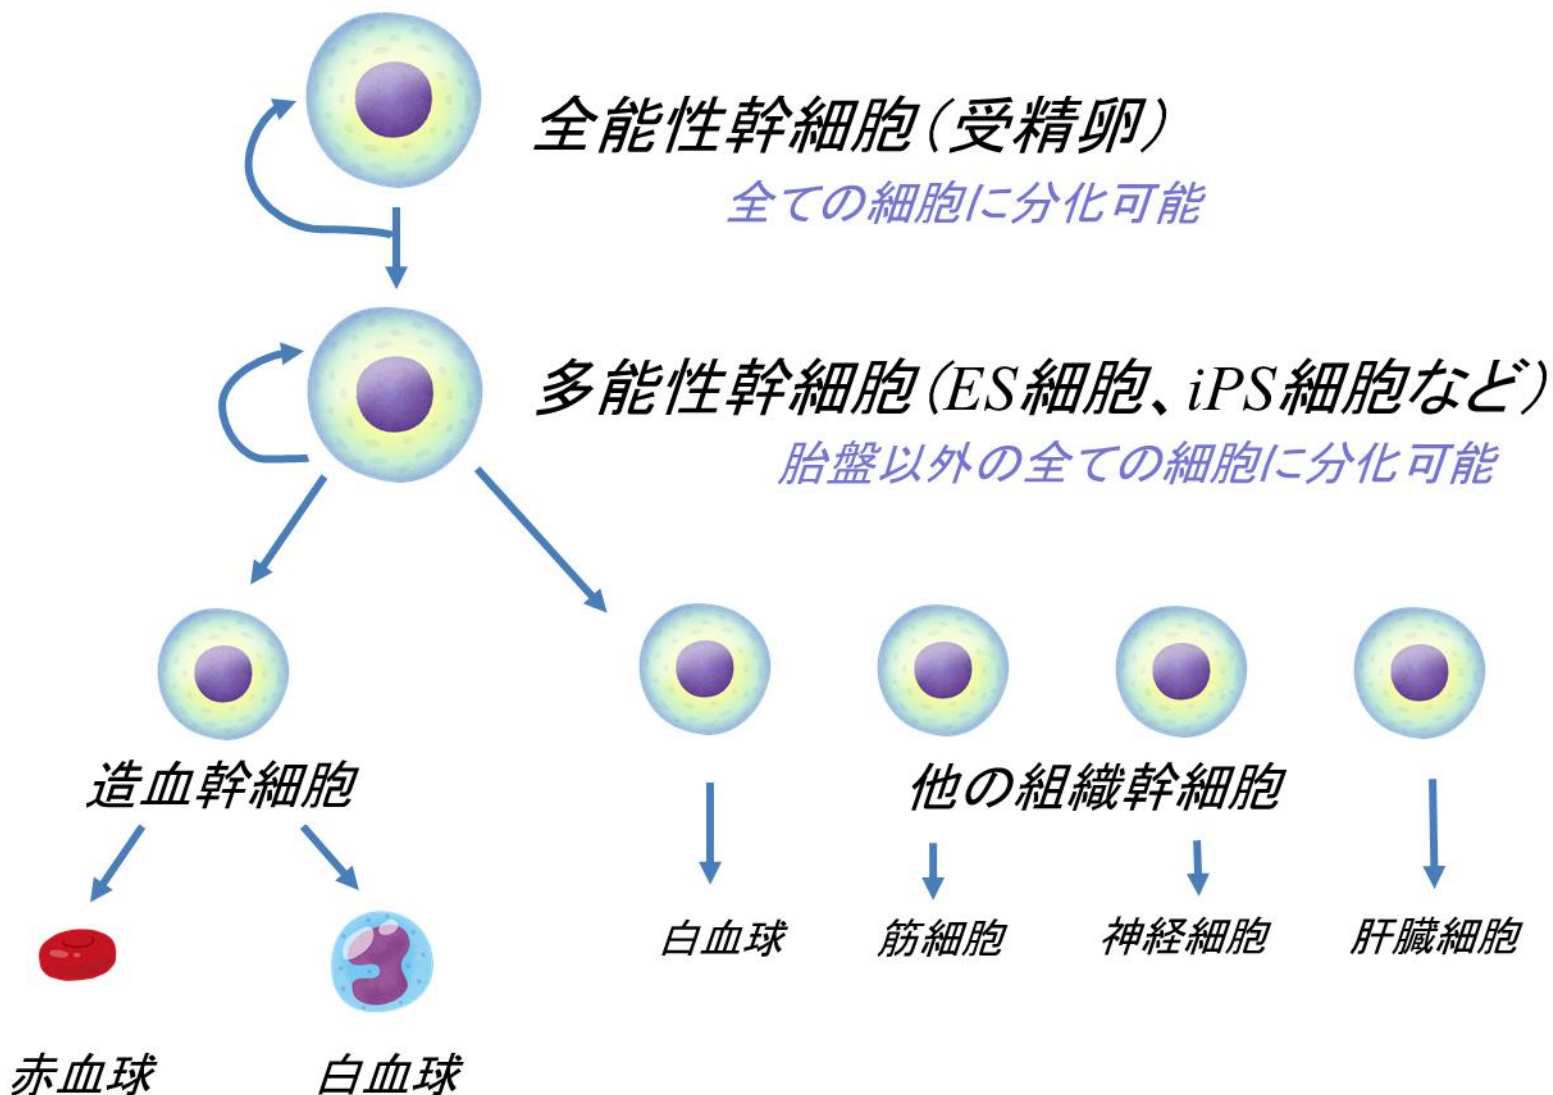 全能性幹細胞（受精卵）
全ての細胞に分化可能
多能性幹細胞（ES細胞、iPS細胞など）
胎盤以外の全ての細胞に分化可能
造血幹細胞
他の組織幹細胞
白血球
筋細胞
神経細胞
肝臓細胞
赤血球
白血球